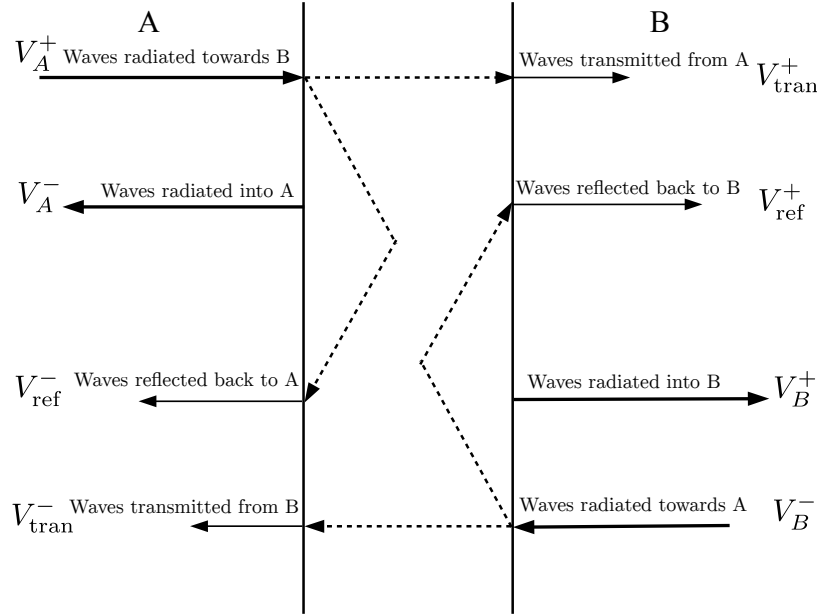 A
B
V_A^+ Waves radiated towards B
Waves transmitted from A V_tran^+
V_A^- Waves radiated into A
Waves reflected back to B V_ref^+
V_ref^- Waves reflected back to A
Waves radiated into B V_B^+
V_tran^- Waves transmitted from B
Waves radiated towards A V_B^-